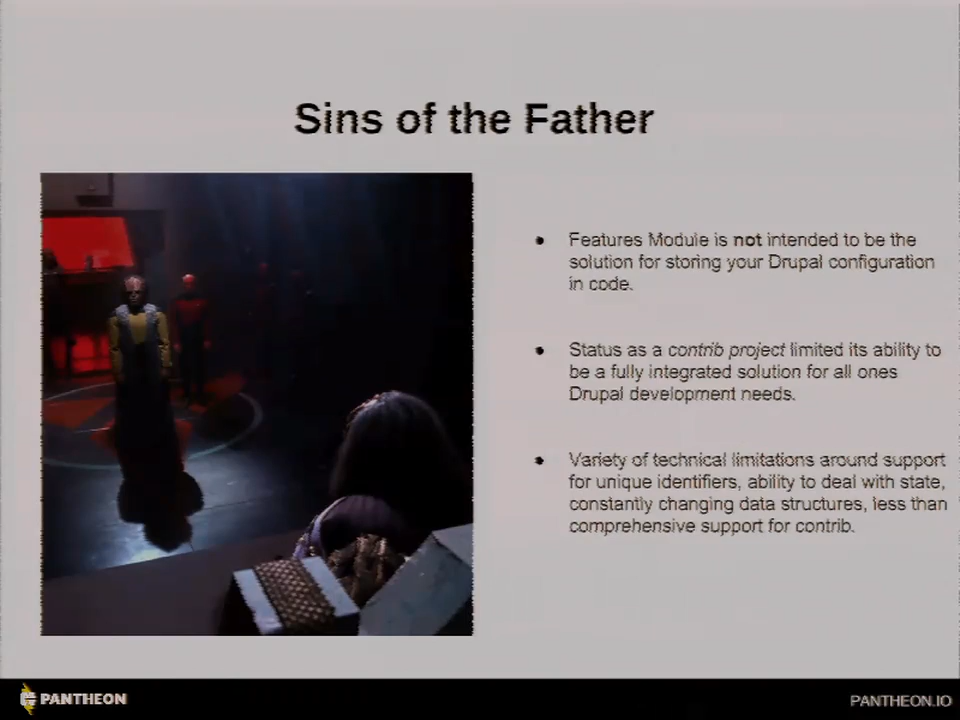 Sins of the Father
• Features Module is not intended to be the
solution for storing your Drupal configuration
in code.
• Status as a contrib project limited its ability to
be a fully integrated solution for all ones
Drupal development needs.
• Variety of technical limitations around support
for unique identifiers, ability to deal with state,
constantly changing data structures, less than
comprehensive support for contrib.
PANTHEON
PANTHEON.IO